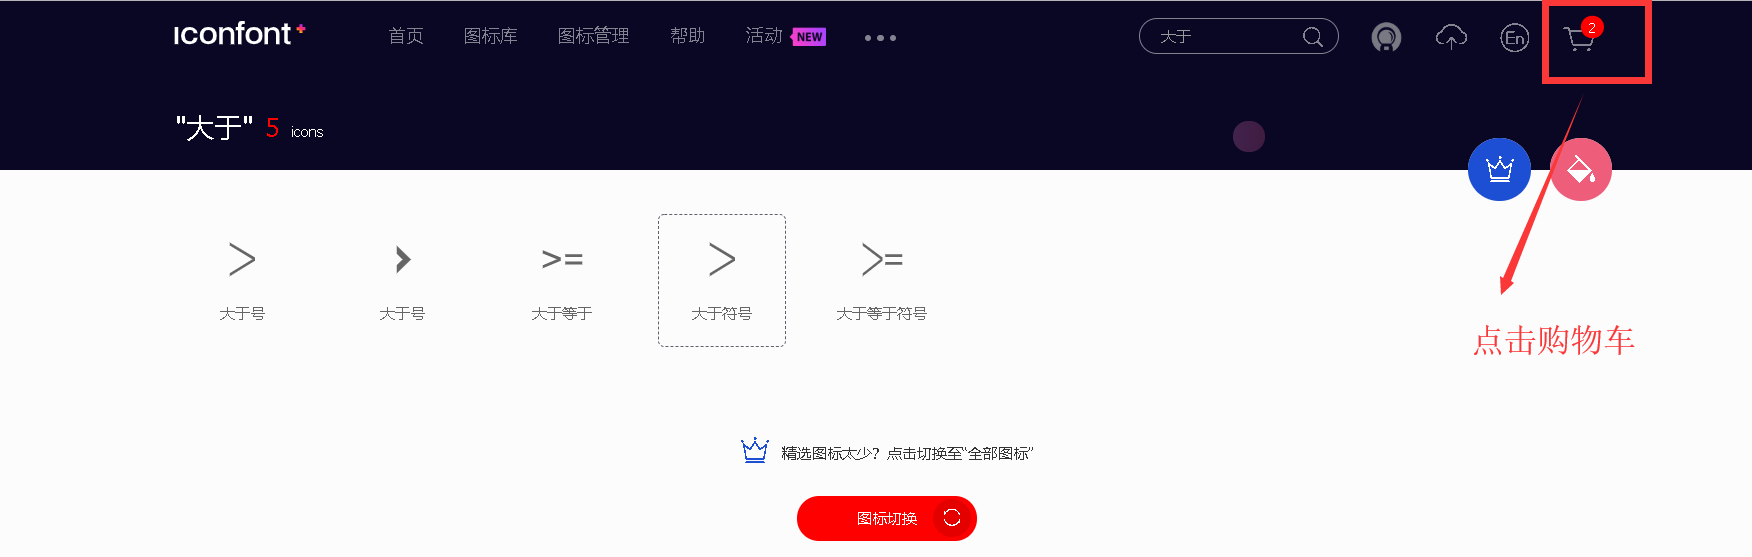 iconfont+ 首页 图标库 图标管理 帮助 活动 NEW 大于 En 2
"大于" 5 icons
> > >= > >=
大于号 大于号 大于等于 大于符号 大于等于符号
点击购物车
精选图标太少？点击切换至“全部图标”
图标切换